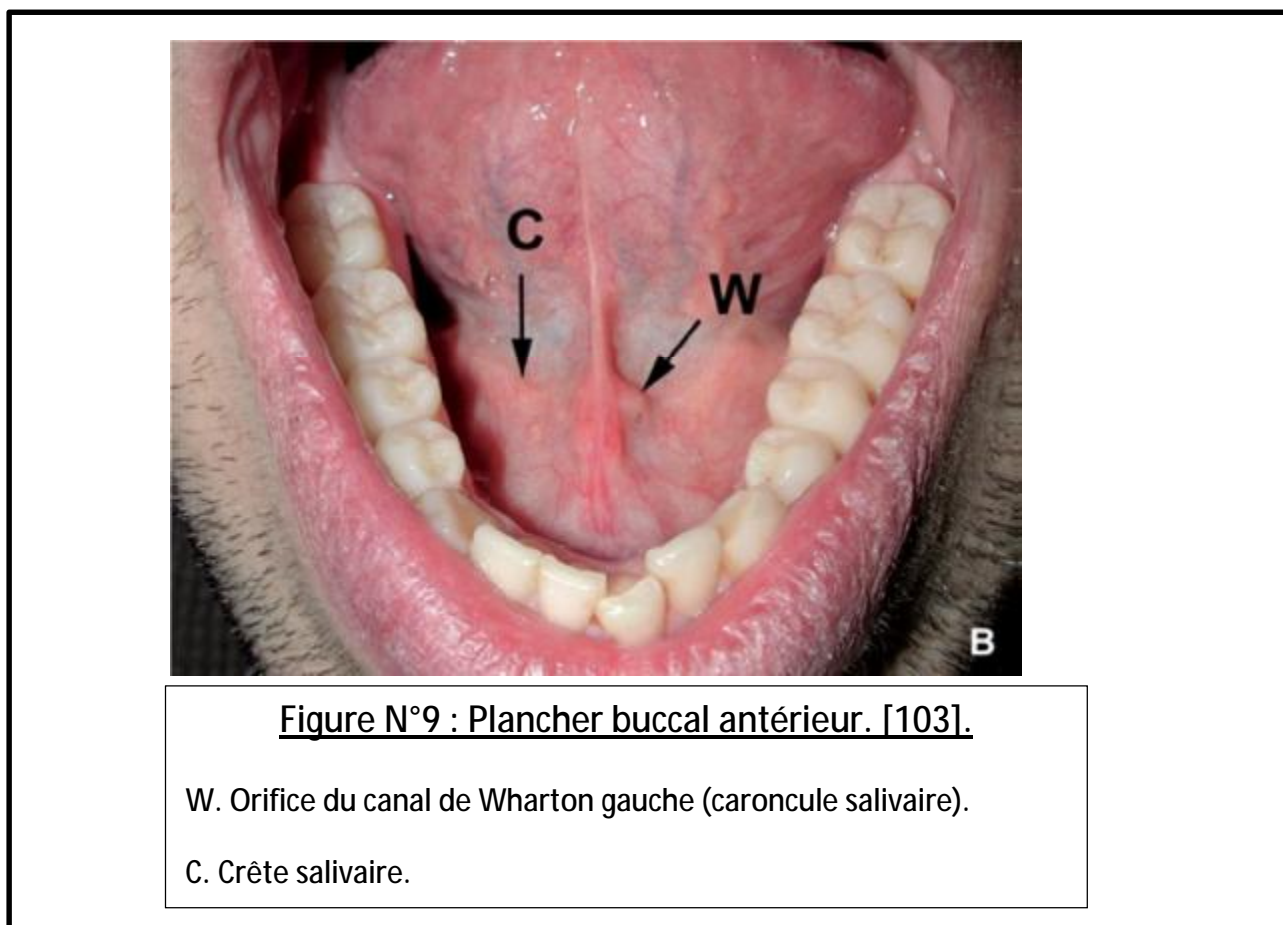 C
W
B
Figure N°9 : Plancher buccal antérieur. [103].
W. Orifice du canal de Wharton gauche (caroncule salivaire).
C. Crête salivaire.